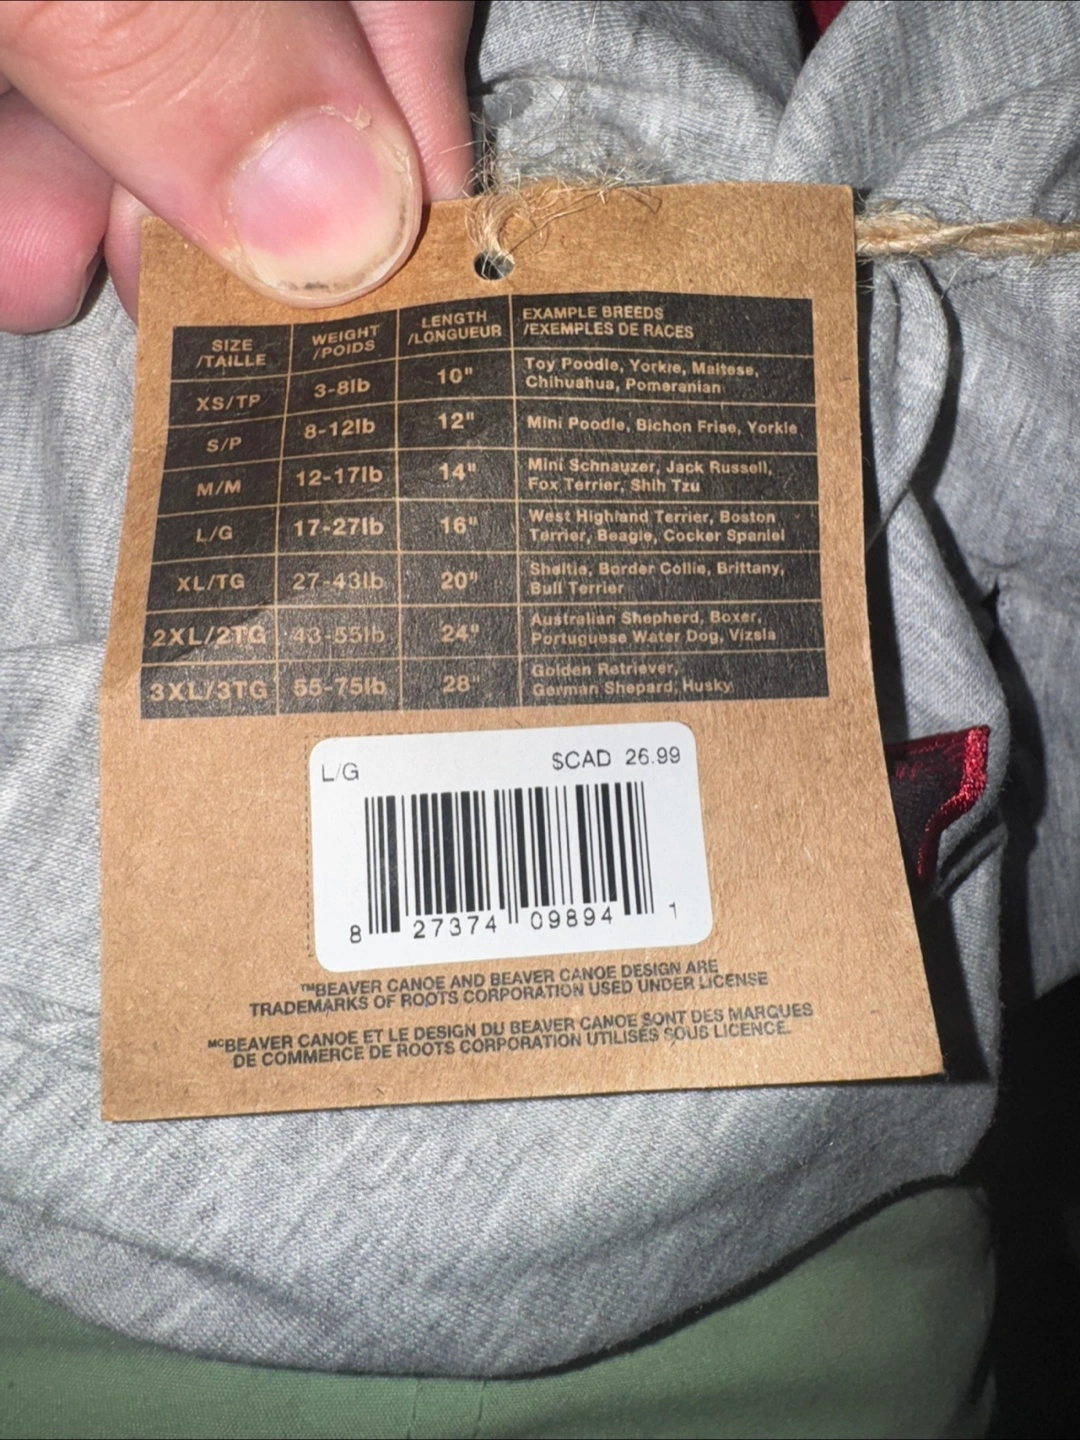 SIZE
/TAILLE
WEIGHT
/POIDS
LENGTH
/LONGUEUR
EXAMPLE BREEDS
/EXEMPLES DE RACES
XS/TP
3-8lb
10"
Toy Poodle, Yorkie, Maltese,
Chihuahua, Pomeranian
S/P
8-12lb
12"
Mini Poodle, Bichon Frise, Yorkie
M/M
12-17lb
14"
Mini Schnauzer, Jack Russell,
Fox Terrier, Shih Tzu
L/G
17-27lb
16"
West Highland Terrier, Boston
Terrier, Beagle, Cocker Spaniel
XL/TG
27-43lb
20"
Sheltie, Border Collie, Brittany,
Bull Terrier
2XL/2TG
43-55lb
24"
Australian Shepherd, Boxer,
Portuguese Water Dog, Vizsla
3XL/3TG
55-75lb
28"
Golden Retriever,
German Shepard, Husky
L/G
$CAD 26.99
8 27374 09894 1
™BEAVER CANOE AND BEAVER CANOE DESIGN ARE
TRADEMARKS OF ROOTS CORPORATION USED UNDER LICENSE
MCBEAVER CANOE ET LE DESIGN DU BEAVER CANOE SONT DES MARQUES
DE COMMERCE DE ROOTS CORPORATION UTILISÉS SOUS LICENCE.